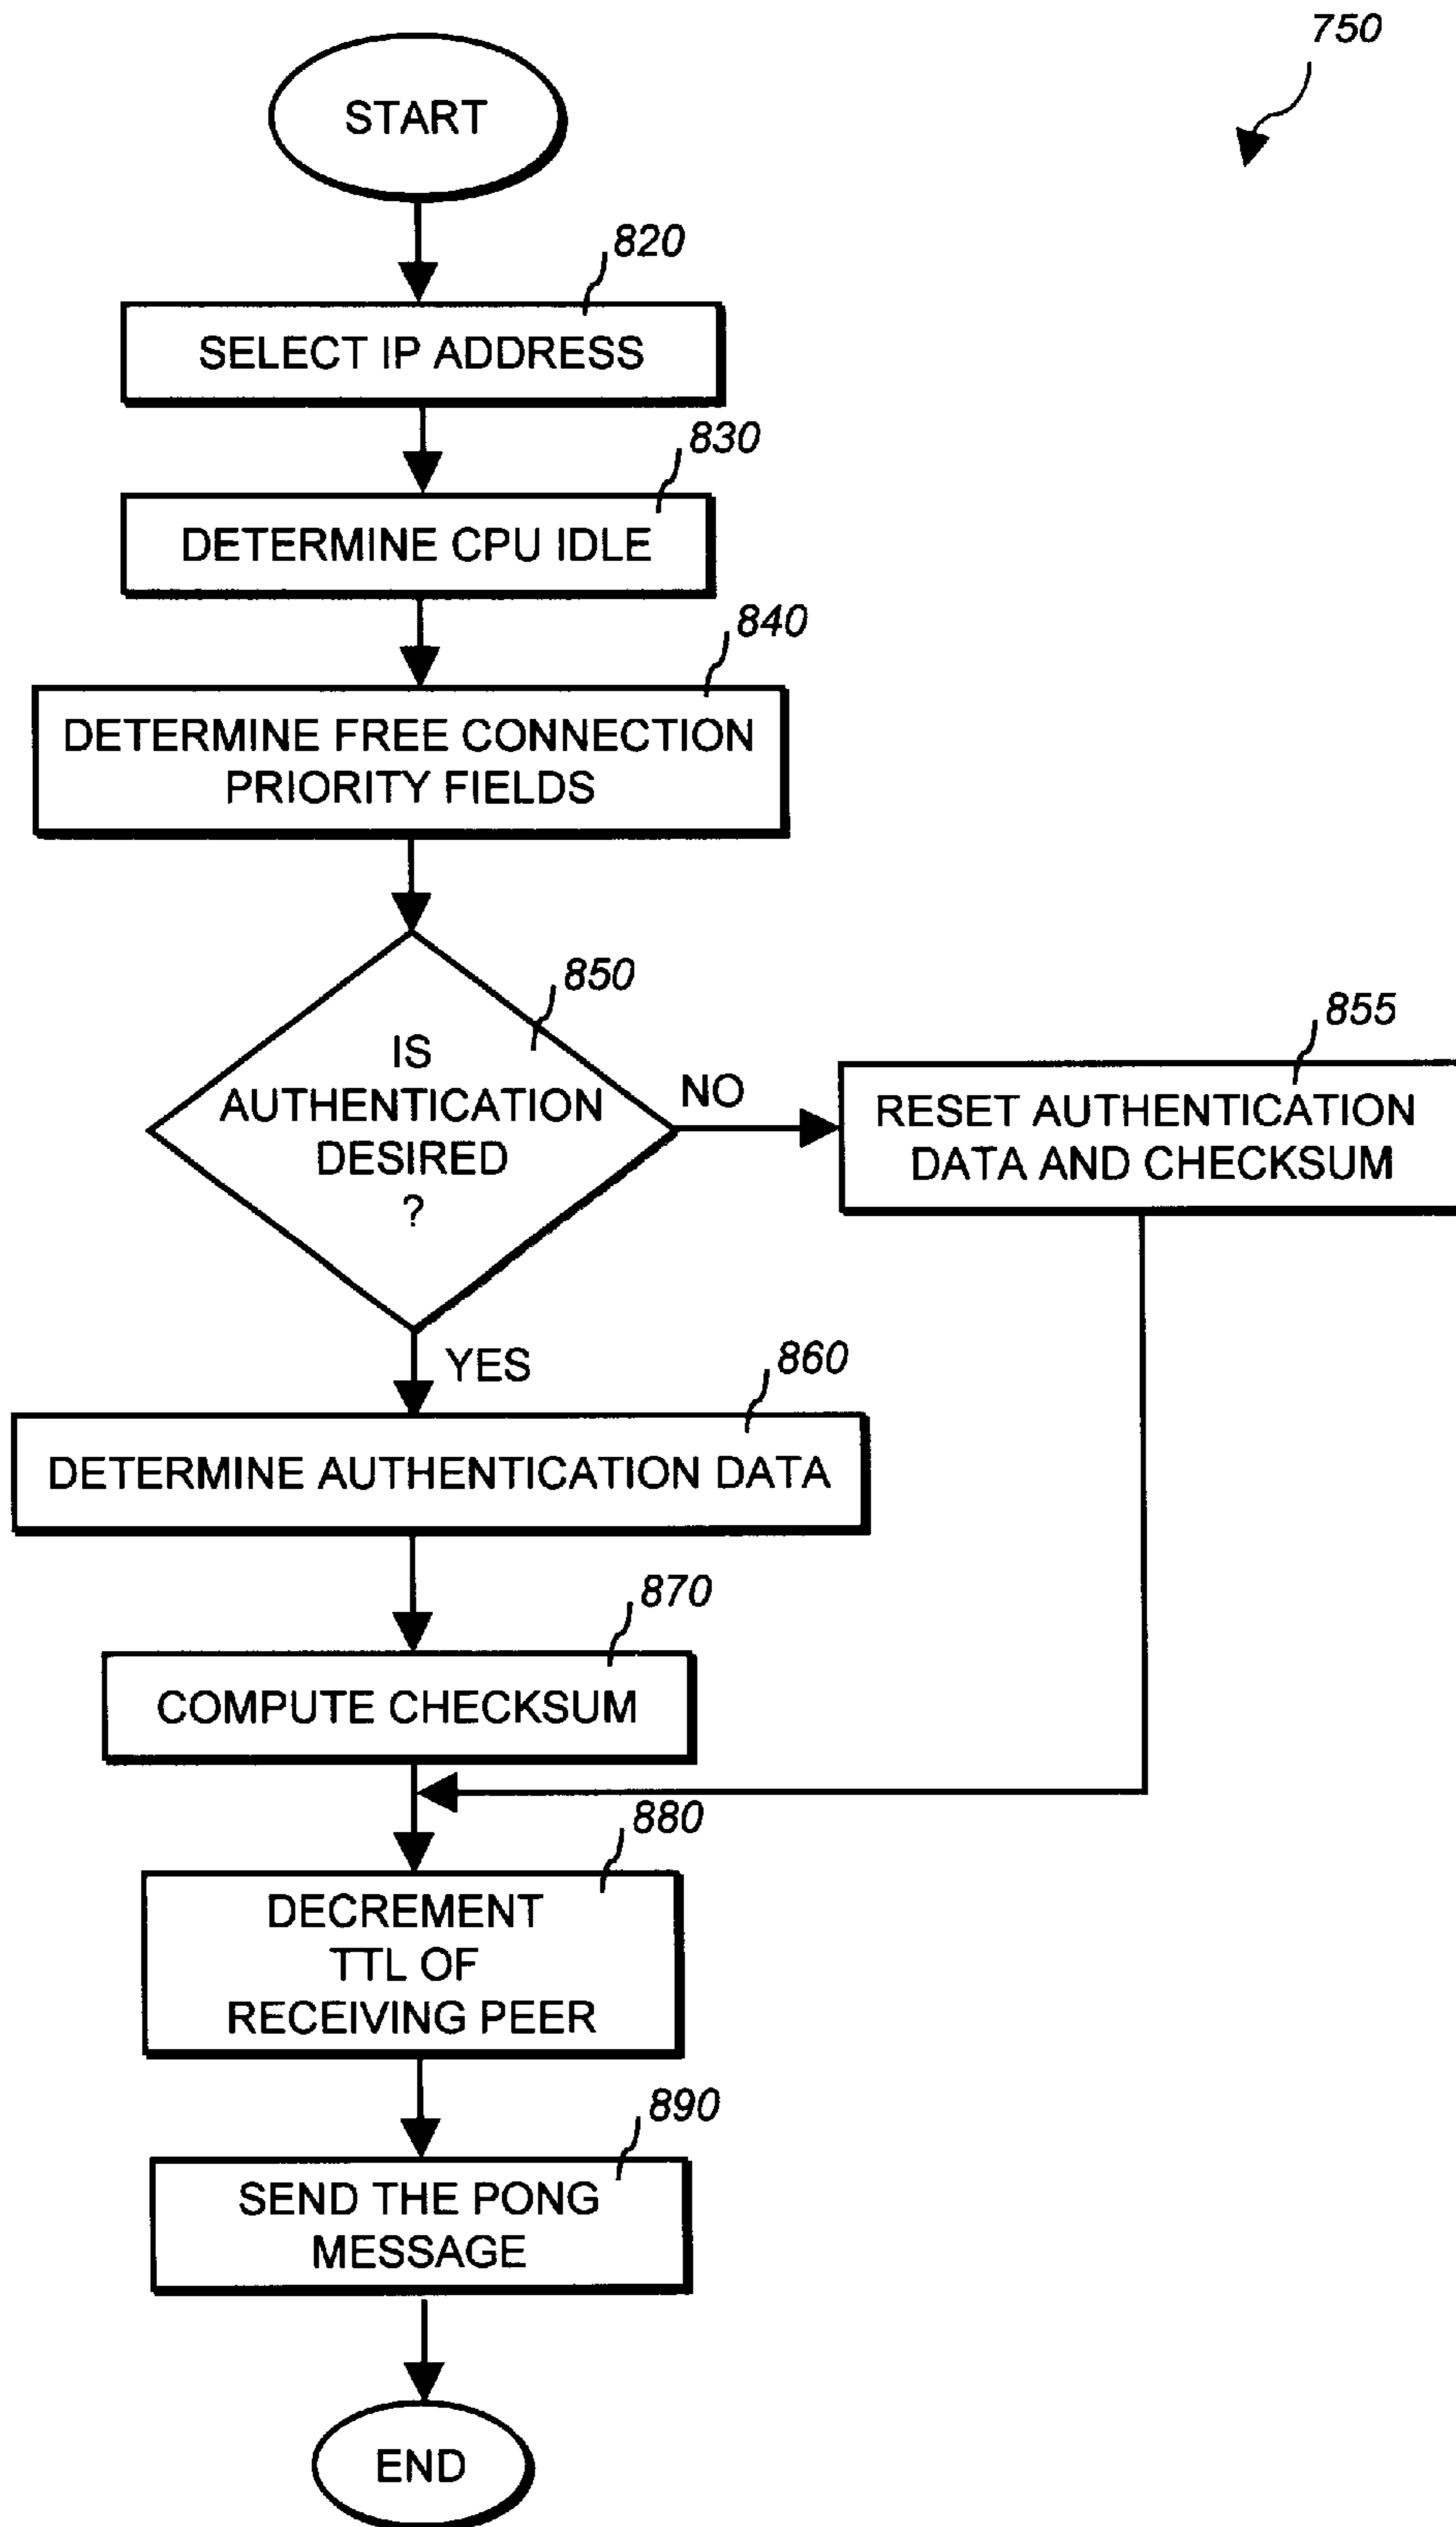 750
START
820
SELECT IP ADDRESS
830
DETERMINE CPU IDLE
840
DETERMINE FREE CONNECTION
PRIORITY FIELDS
850
IS
AUTHENTICATION
DESIRED
?
NO
855
RESET AUTHENTICATION
DATA AND CHECKSUM
YES
860
DETERMINE AUTHENTICATION DATA
870
COMPUTE CHECKSUM
880
DECREMENT
TTL OF
RECEIVING PEER
890
SEND THE PONG
MESSAGE
END